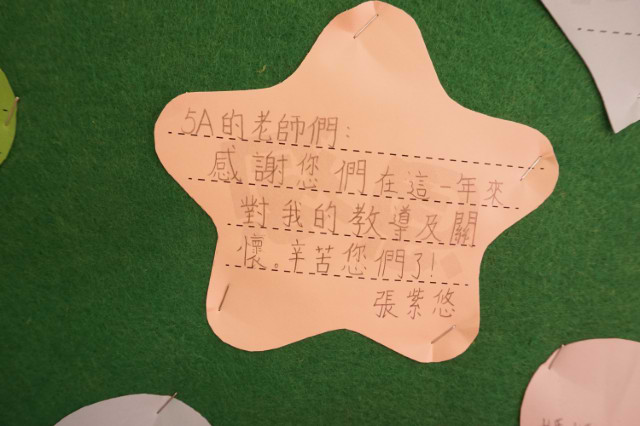 5A的老師們：
感謝您們在這一年來
對我的教導及關
懷。辛苦您們了!
張紫悠